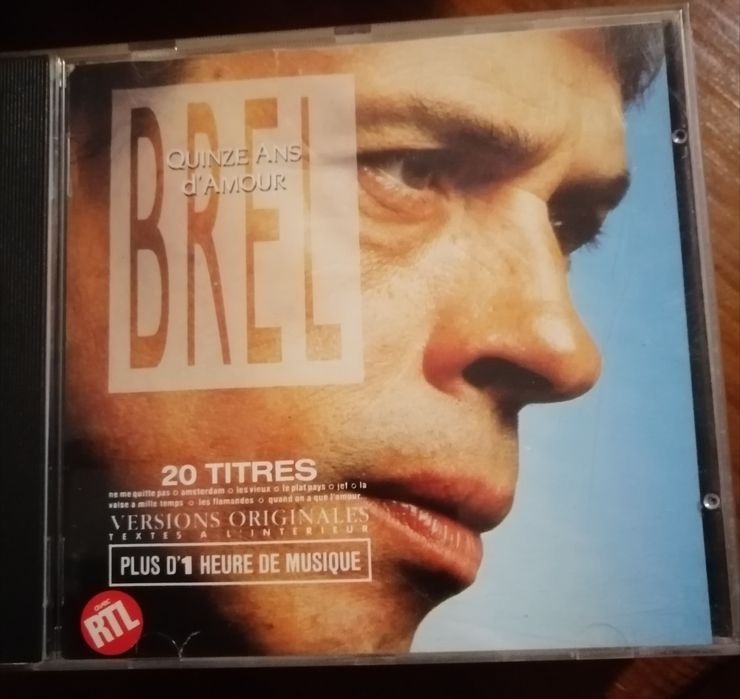 BREL
QUINZE ANS
d'AMOUR
20 TITRES
ne me quitte pas o amsterdam o les vieux o le plat pays o jef o la
valse a mille temps o les flamandes o quand on a que l'amour.
VERSIONS ORIGINALES
TEXTES A L'INTERIEUR
PLUS D'1 HEURE DE MUSIQUE
avec
RTL